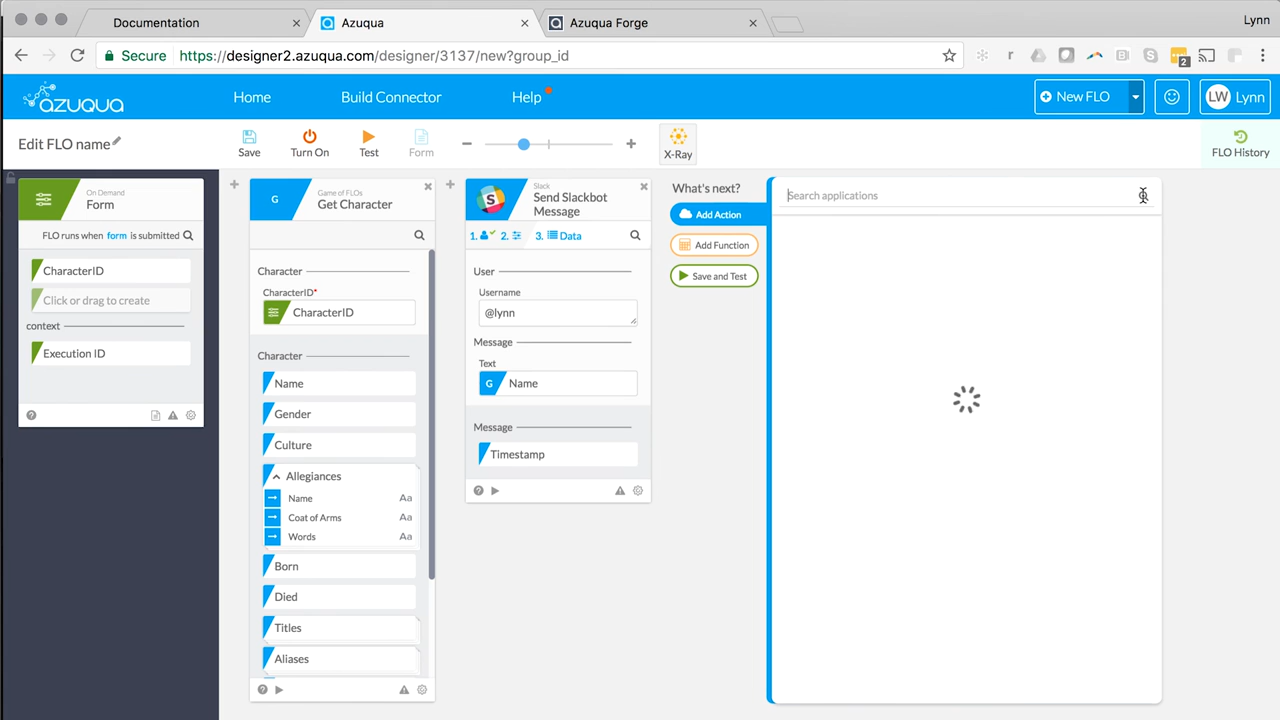 Documentation
Azuqua
Azuqua Forge
Lynn
Secure
https://designer2.azuqua.com/designer/3137/new?group_id
2
azuqua
Home
Build Connector
Help
New FLO
LW Lynn
Edit FLO name
Save
Turn On
Test
Form
X-Ray
FLO History
On Demand
Form
FLO runs when form is submitted
CharacterID
Click or drag to create
context
Execution ID
G
Game of FLOs
Get Character
Character
CharacterID*
CharacterID
Character
Name
Gender
Culture
Allegiances
Name Aa
Coat of Arms Aa
Words Aa
Born
Died
Titles
Aliases
Slack
Send Slackbot
Message
1. 2. 3. Data
User
Username
@lynn
Message
Text
G Name
Message
Timestamp
What's next?
Add Action
Add Function
Save and Test
Search applications